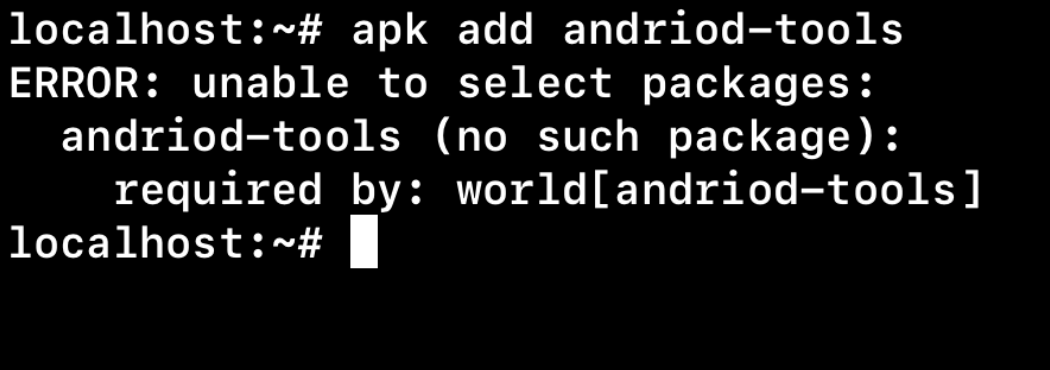 localhost:~# apk add andriod-tools
ERROR: unable to select packages:
  andriod-tools (no such package):
    required by: world[andriod-tools]
localhost:~#